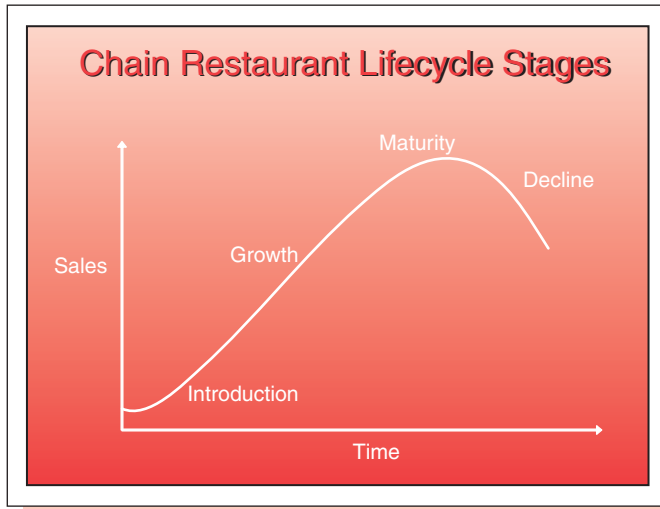 Chain Restaurant Lifecycle Stages
Maturity
Decline
Growth
Sales
Introduction
Time